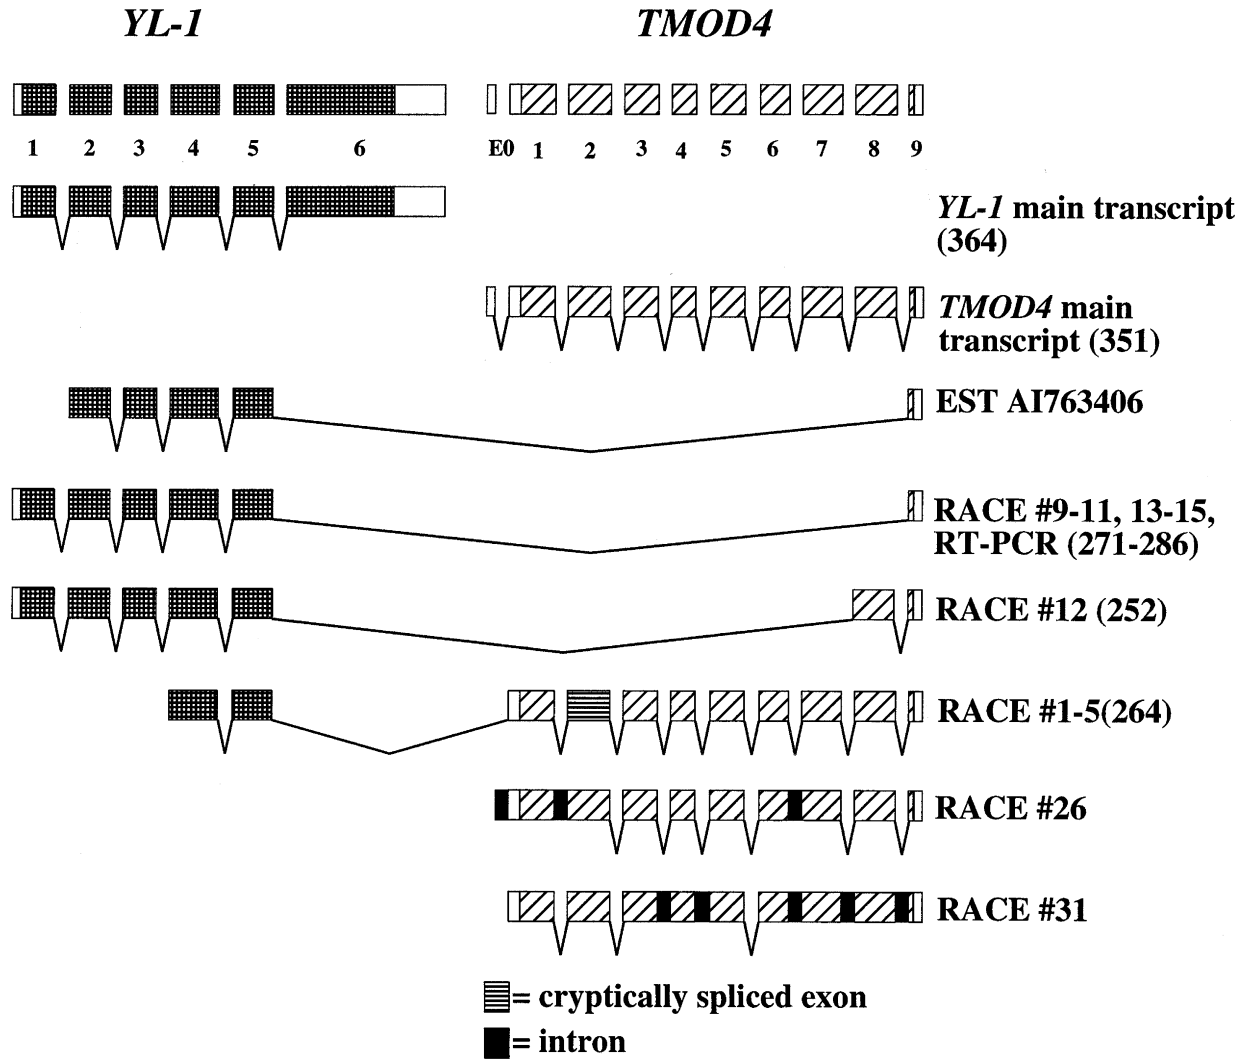 YL-1 TMOD4
1 2 3 4 5 6 E0 1 2 3 4 5 6 7 8 9
YL-1 main transcript
(364)
TMOD4 main
transcript (351)
EST AI763406
RACE #9-11, 13-15,
RT-PCR (271-286)
RACE #12 (252)
RACE #1-5(264)
RACE #26
RACE #31
= cryptically spliced exon
= intron